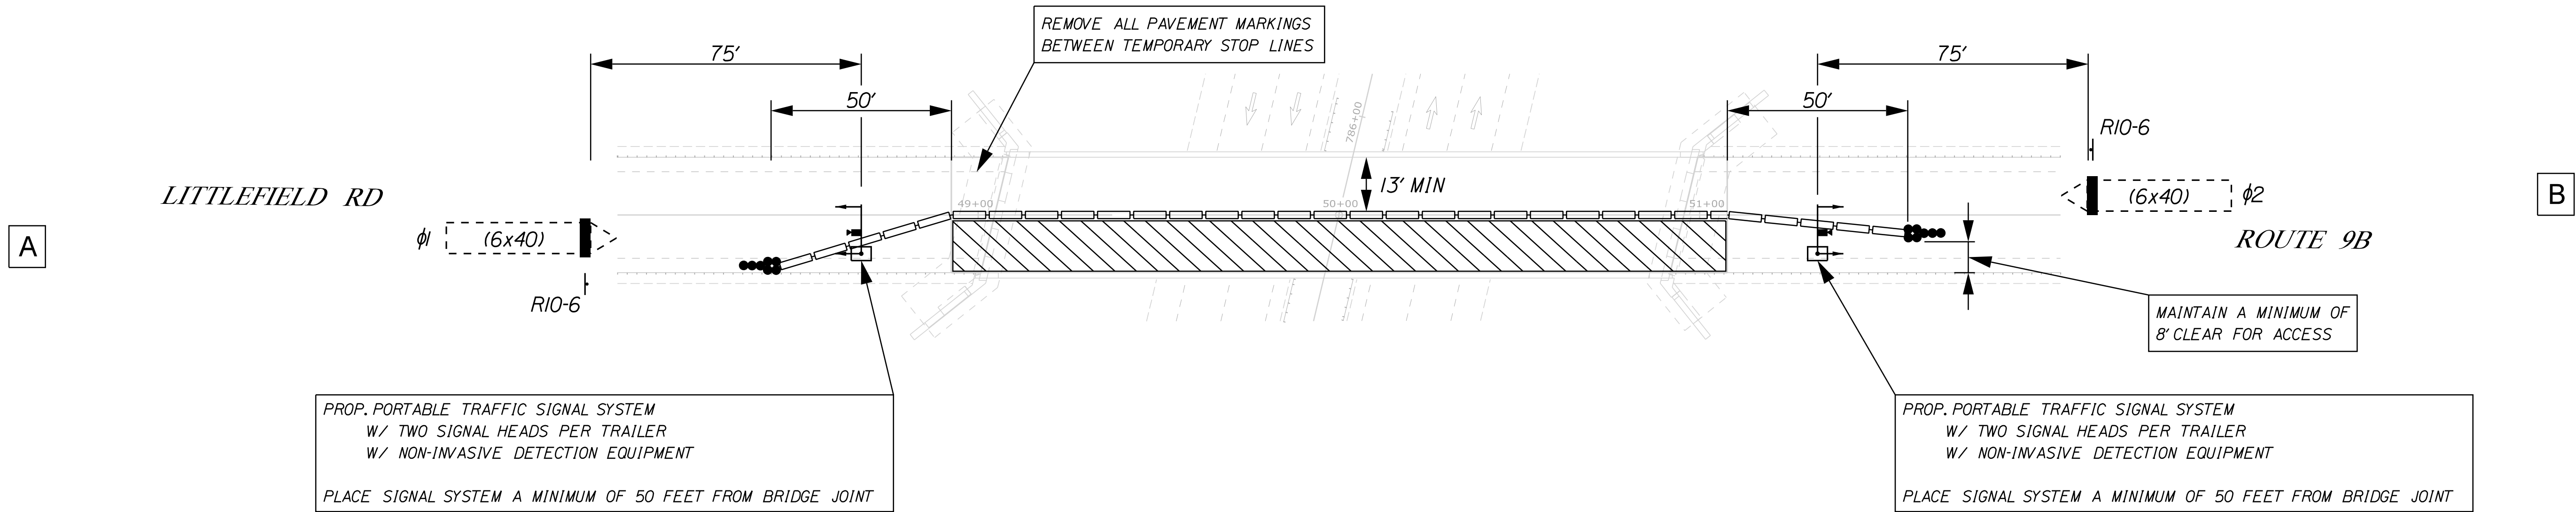 REMOVE ALL PAVEMENT MARKINGS
BETWEEN TEMPORARY STOP LINES
75'
75'
50'
50'
R10-6
786+00
13' MIN
LITTLEFIELD RD
(6x40)
ϕ2
B
49+00
50+00
51+00
A
ϕ1
(6x40)
ROUTE 9B
R10-6
MAINTAIN A MINIMUM OF
8' CLEAR FOR ACCESS
PROP. PORTABLE TRAFFIC SIGNAL SYSTEM
W/ TWO SIGNAL HEADS PER TRAILER
W/ NON-INVASIVE DETECTION EQUIPMENT
PLACE SIGNAL SYSTEM A MINIMUM OF 50 FEET FROM BRIDGE JOINT
PROP. PORTABLE TRAFFIC SIGNAL SYSTEM
W/ TWO SIGNAL HEADS PER TRAILER
W/ NON-INVASIVE DETECTION EQUIPMENT
PLACE SIGNAL SYSTEM A MINIMUM OF 50 FEET FROM BRIDGE JOINT